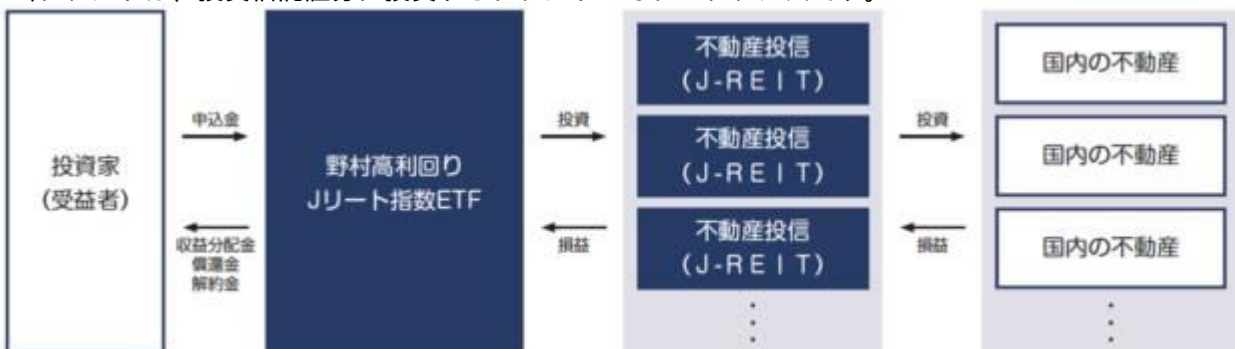 投資家
(受益者)
申込金
収益分配金
償還金
解約金
野村高利回り
Jリート指数ETF
投資
損益
不動産投信
(J-REIT)
不動産投信
(J-REIT)
不動産投信
(J-REIT)
投資
損益
国内の不動産
国内の不動産
国内の不動産